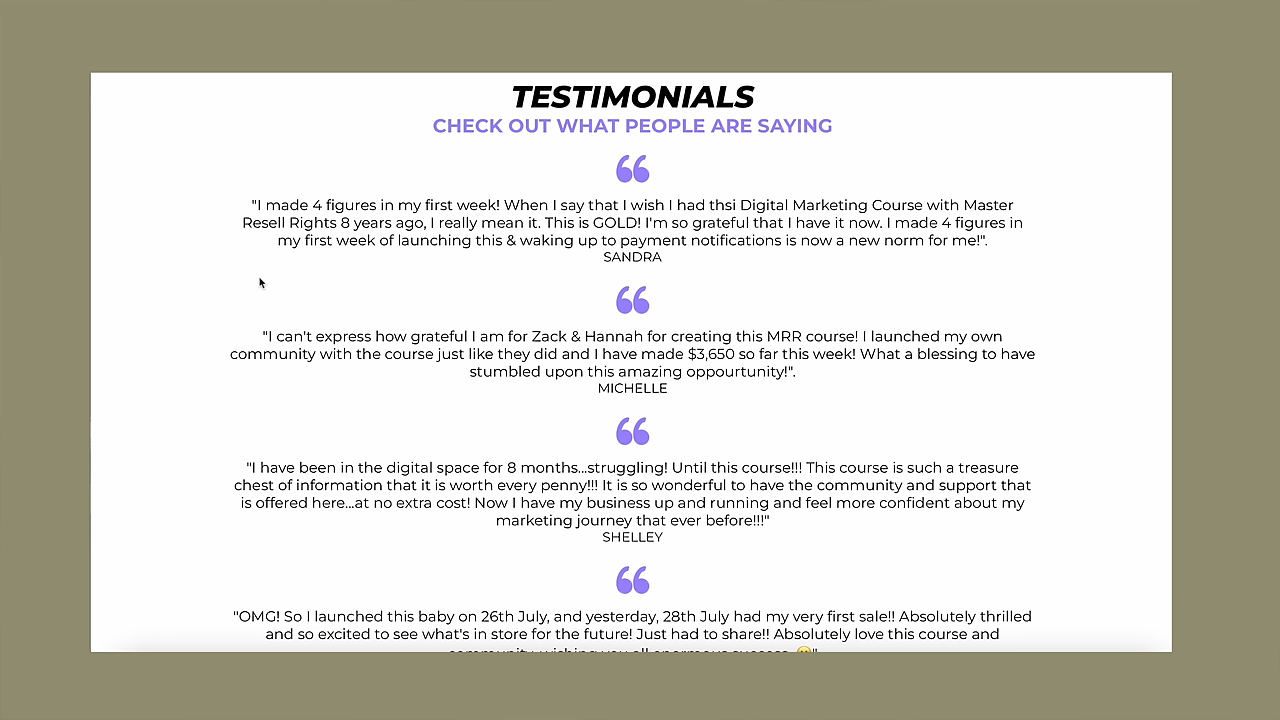 TESTIMONIALS
CHECK OUT WHAT PEOPLE ARE SAYING
"I made 4 figures in my first week! When I say that I wish I had thsi Digital Marketing Course with Master
Resell Rights 8 years ago, I really mean it. This is GOLD! I'm so grateful that I have it now. I made 4 figures in
my first week of launching this & waking up to payment notifications is now a new norm for me!".
SANDRA
"I can't express how grateful I am for Zack & Hannah for creating this MRR course! I launched my own
community with the course just like they did and I have made $3,650 so far this week! What a blessing to have
stumbled upon this amazing oppourtunity!".
MICHELLE
"I have been in the digital space for 8 months...struggling! Until this course!!! This course is such a treasure
chest of information that it is worth every penny!!! It is so wonderful to have the community and support that
is offered here...at no extra cost! Now I have my business up and running and feel more confident about my
marketing journey that ever before!!!"
SHELLEY
"OMG! So I launched this baby on 26th July, and yesterday, 28th July had my very first sale!! Absolutely thrilled
and so excited to see what's in store for the future! Just had to share!! Absolutely love this course and
community, wishing you all enormous success 🙂"